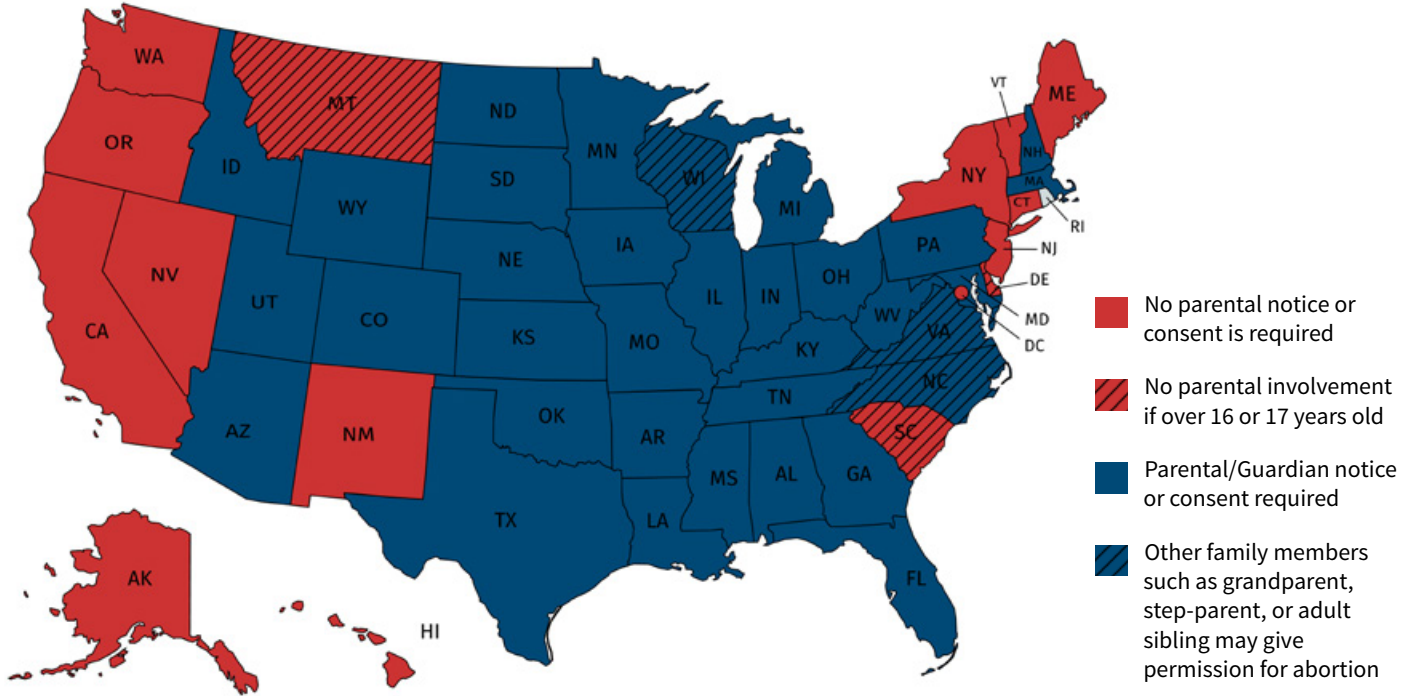 WA
OR
CA
NV
ID
MT
WY
UT
CO
AZ
NM
ND
SD
NE
KS
OK
TX
MN
IA
MO
AR
LA
WI
IL
MI
IN
OH
KY
TN
MS
AL
GA
FL
SC
NC
VA
WV
PA
NY
VT
NH
ME
MA
CT
RI
NJ
DE
MD
DC
AK
HI
No parental notice or
consent is required
No parental involvement
if over 16 or 17 years old
Parental/Guardian notice
or consent required
Other family members
such as grandparent,
step-parent, or adult
sibling may give
permission for abortion